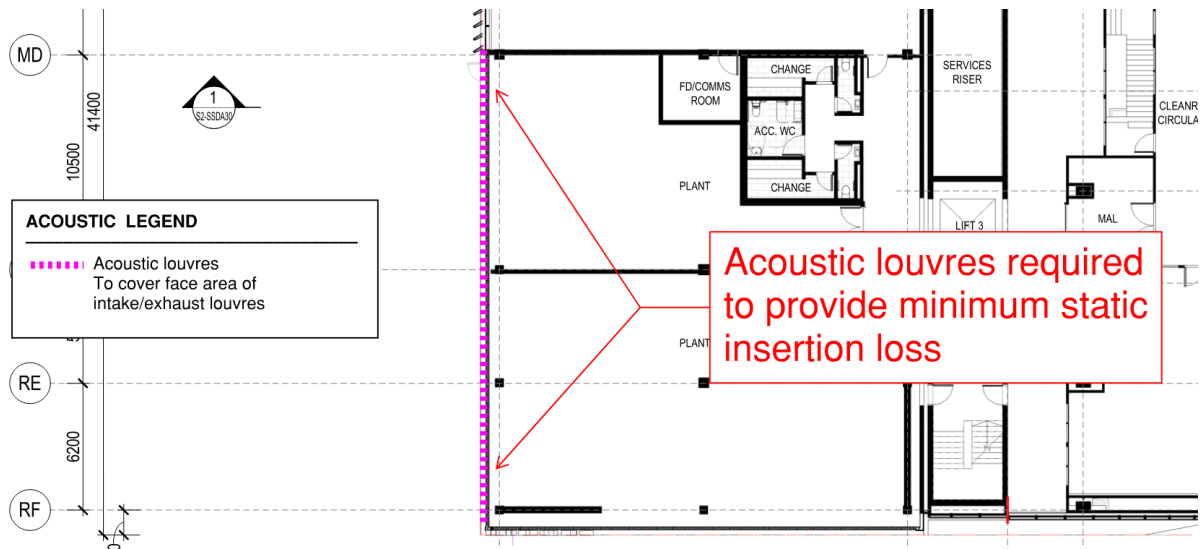 MD
41400
10500
1
S2-SSDA30
FD/COMMS
ROOM
CHANGE
ACC. WC
CHANGE
PLANT
SERVICES
RISER
CLEANR
CIRCULA
MAL
LIFT 3
ACOUSTIC LEGEND
Acoustic louvres
To cover face area of
intake/exhaust louvres
Acoustic louvres required
to provide minimum static
insertion loss
PLANT
RE
6200
RF